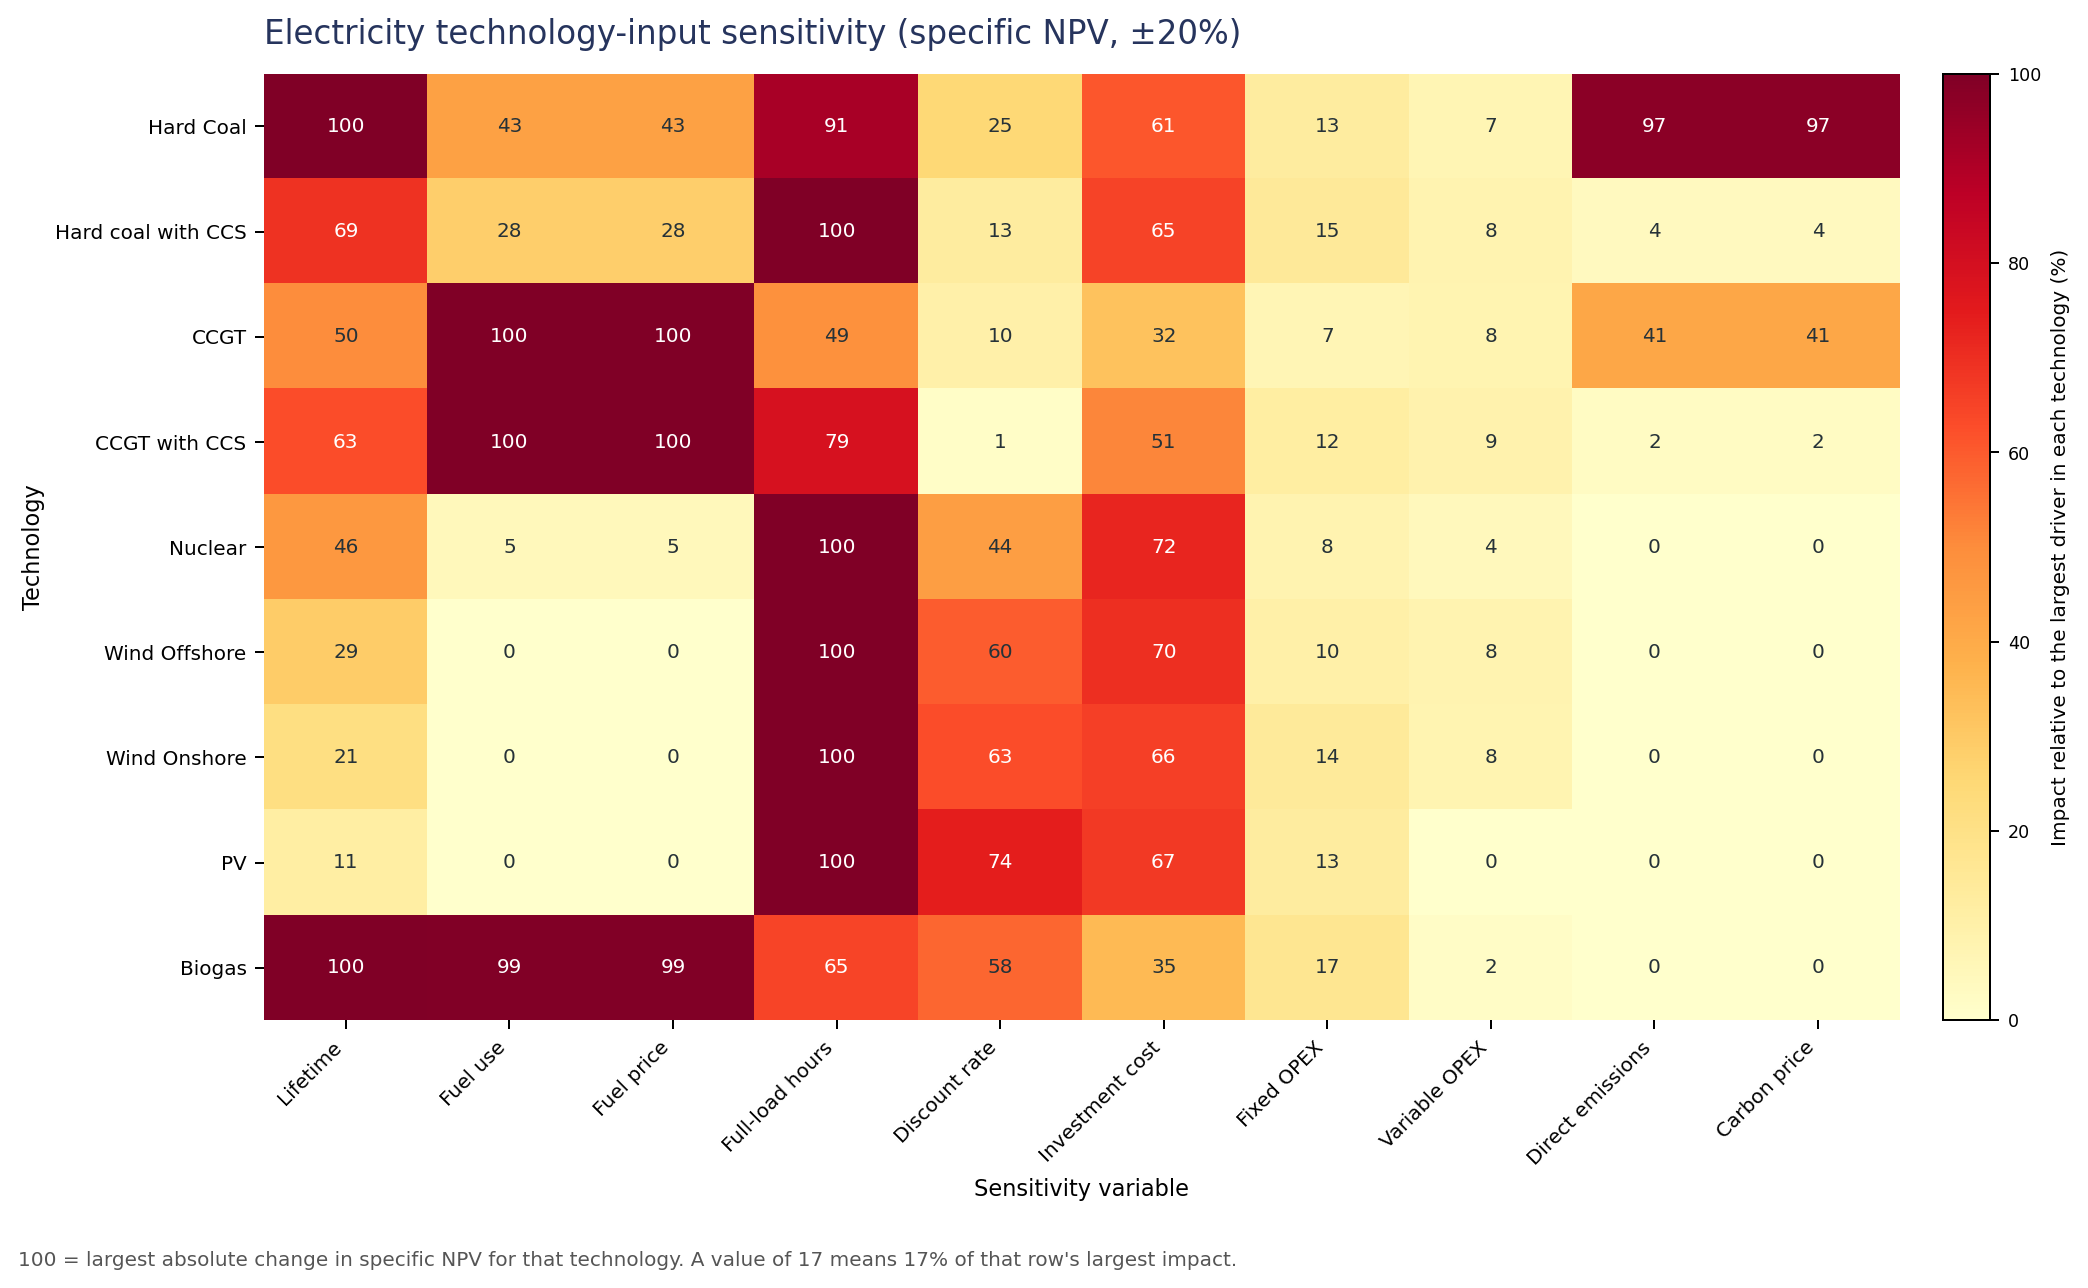 Electricity technology-input sensitivity (specific NPV, ±20%)
Technology
Hard Coal 100 43 43 91 25 61 13 7 97 97
Hard coal with CCS 69 28 28 100 13 65 15 8 4 4
CCGT 50 100 100 49 10 32 7 8 41 41
CCGT with CCS 63 100 100 79 1 51 12 9 2 2
Nuclear 46 5 5 100 44 72 8 4 0 0
Wind Offshore 29 0 0 100 60 70 10 8 0 0
Wind Onshore 21 0 0 100 63 66 14 8 0 0
PV 11 0 0 100 74 67 13 0 0 0
Biogas 100 99 99 65 58 35 17 2 0 0
Lifetime
Fuel use
Fuel price
Full-load hours
Discount rate
Investment cost
Fixed OPEX
Variable OPEX
Direct emissions
Carbon price
Sensitivity variable
100
80
60
40
20
0
Impact relative to the largest driver in each technology (%)
100 = largest absolute change in specific NPV for that technology. A value of 17 means 17% of that row's largest impact.